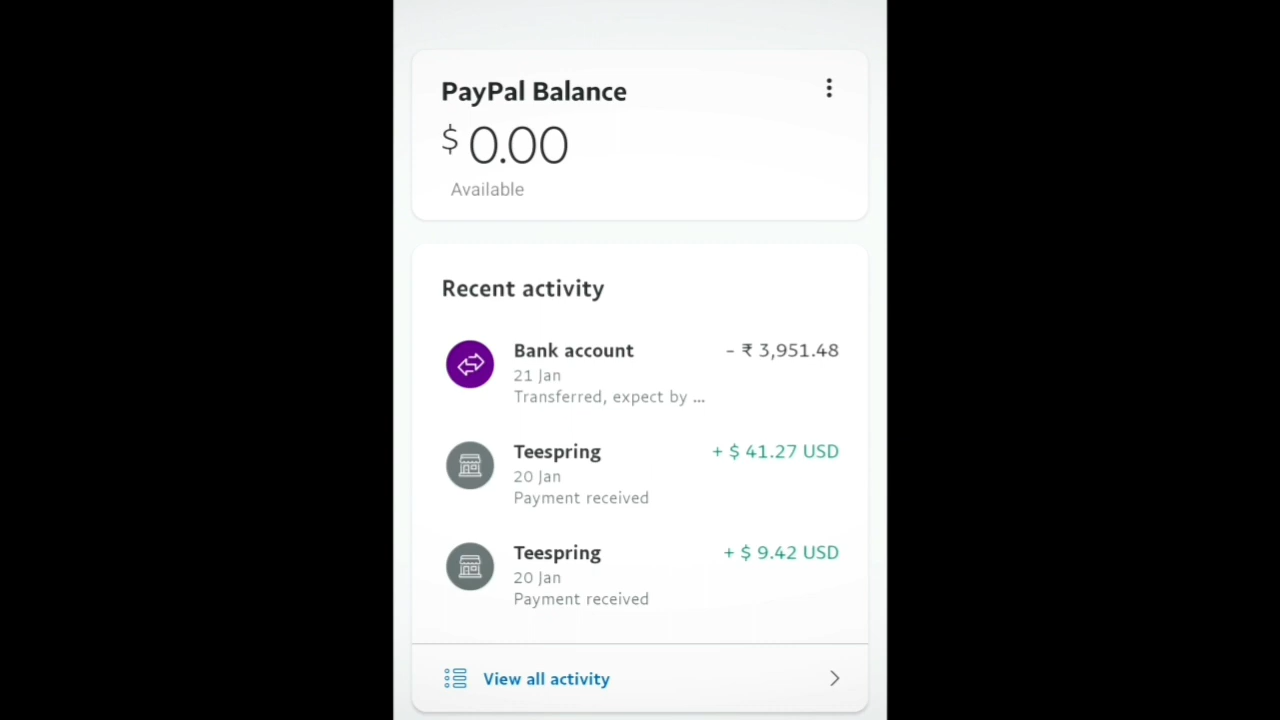 PayPal Balance
$ 0.00
Available
Recent activity
Bank account - ₹ 3,951.48
21 Jan
Transferred, expect by ...
Teespring + $ 41.27 USD
20 Jan
Payment received
Teespring + $ 9.42 USD
20 Jan
Payment received
View all activity